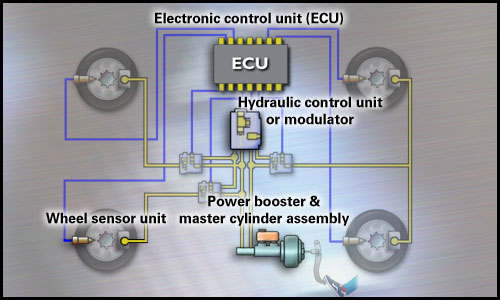 Electronic control unit (ECU)
ECU
Hydraulic control unit
or modulator
Power booster &
Wheel sensor unit
master cylinder assembly